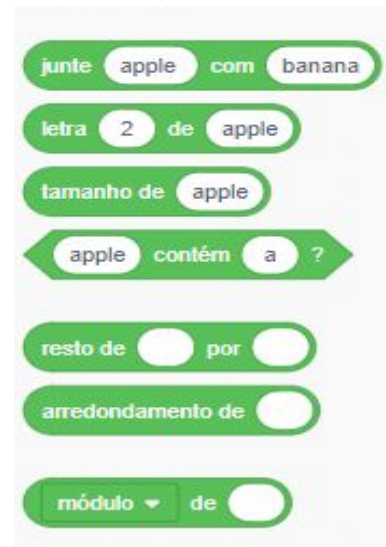 junte apple com banana
letra 2 de apple
tamanho de apple
apple contém a ?
resto de por
arredondamento de
módulo de